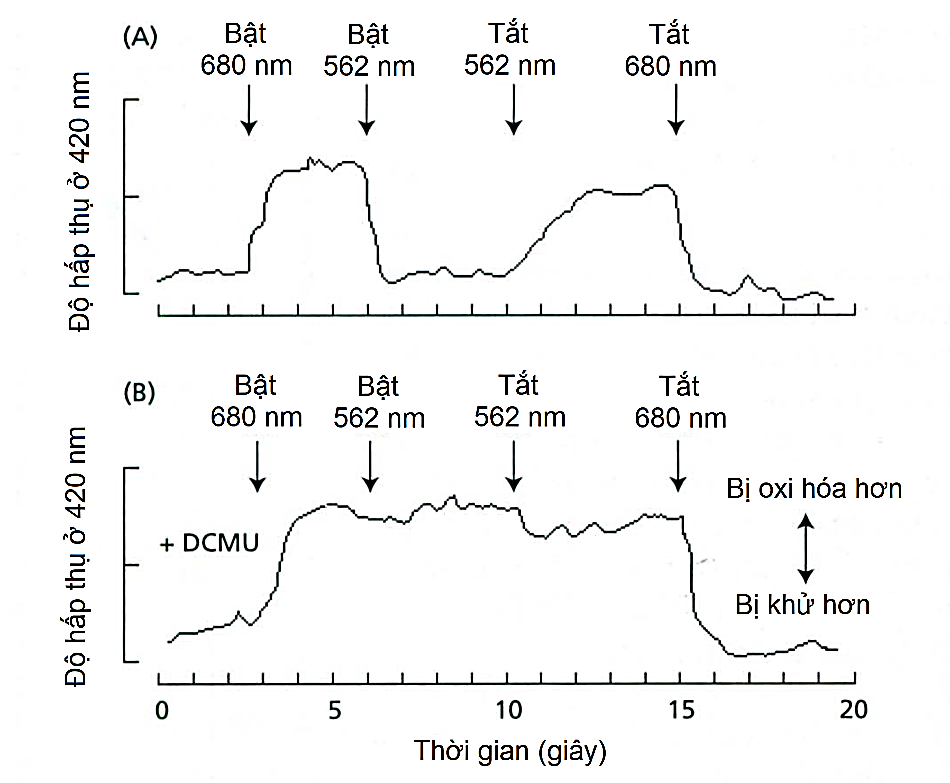 (A)
Bật
680 nm
Bật
562 nm
Tắt
562 nm
Tắt
680 nm
Độ hấp thụ ở 420 nm
(B)
Bật
680 nm
Bật
562 nm
Tắt
562 nm
Tắt
680 nm
Độ hấp thụ ở 420 nm
+ DCMU
Bị oxi hóa hơn
Bị khử hơn
0 5 10 15 20
Thời gian (giây)